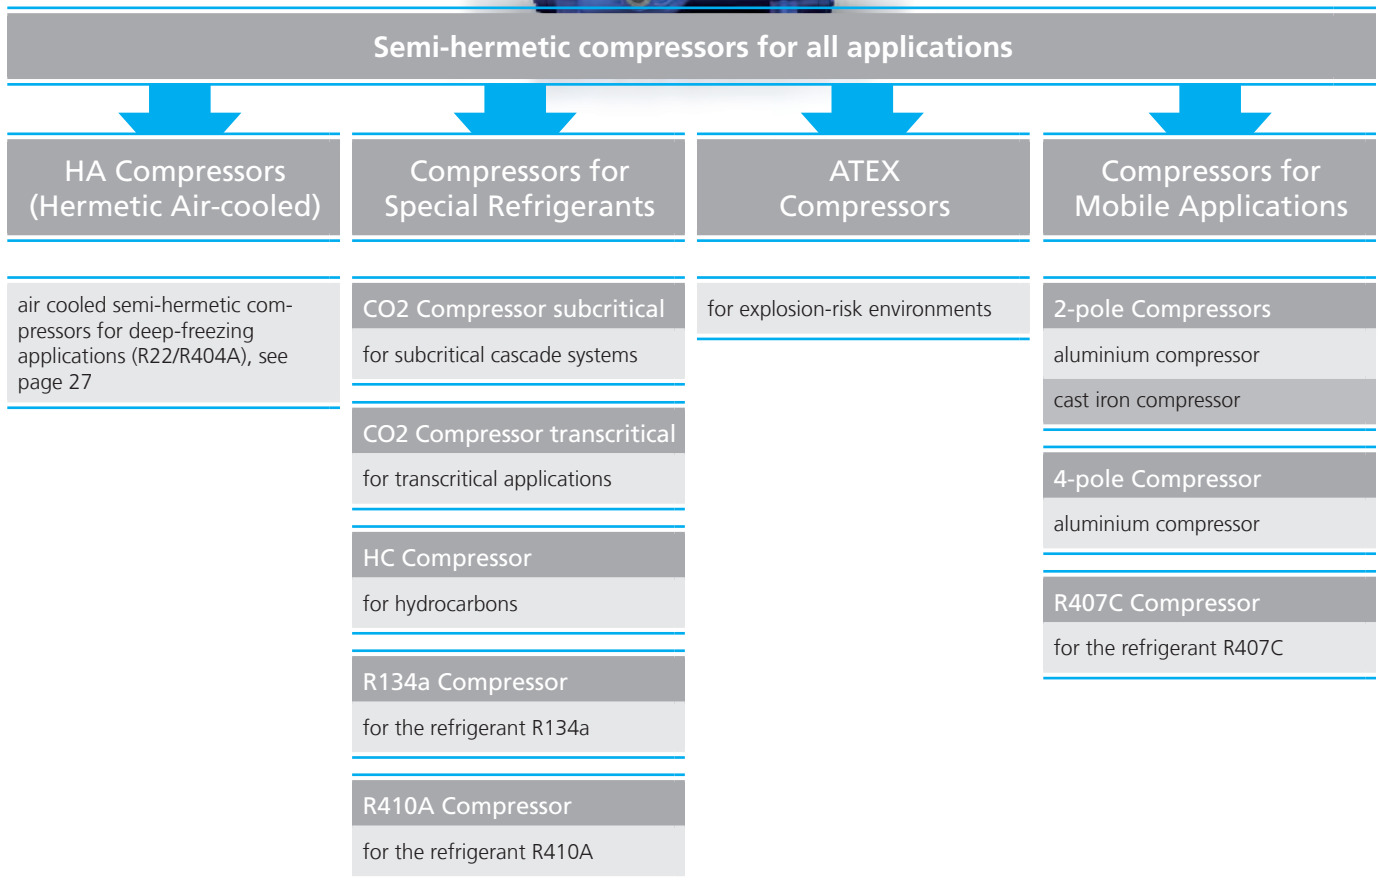 Semi-hermetic compressors for all applications
HA Compressors
(Hermetic Air-cooled)
air cooled semi-hermetic com-
pressors for deep-freezing
applications (R22/R404A), see
page 27
Compressors for
Special Refrigerants
CO2 Compressor subcritical
for subcritical cascade systems
CO2 Compressor transcritical
for transcritical applications
HC Compressor
for hydrocarbons
R134a Compressor
for the refrigerant R134a
R410A Compressor
for the refrigerant R410A
ATEX
Compressors
for explosion-risk environments
Compressors for
Mobile Applications
2-pole Compressors
aluminium compressor
cast iron compressor
4-pole Compressor
aluminium compressor
R407C Compressor
for the refrigerant R407C